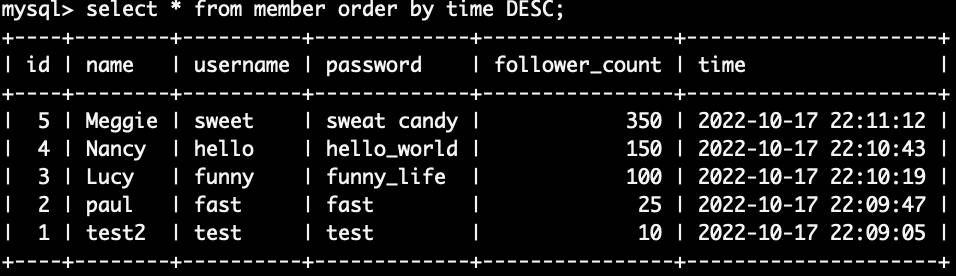 mysql> select * from member order by time DESC;
+----+--------+----------+-------------+----------------+---------------------+
| id | name   | username | password    | follower_count | time                |
+----+--------+----------+-------------+----------------+---------------------+
|  5 | Meggie | sweet    | sweat candy |            350 | 2022-10-17 22:11:12 |
|  4 | Nancy  | hello    | hello_world |            150 | 2022-10-17 22:10:43 |
|  3 | Lucy   | funny    | funny_life  |            100 | 2022-10-17 22:10:19 |
|  2 | paul   | fast     | fast        |             25 | 2022-10-17 22:09:47 |
|  1 | test2  | test     | test        |             10 | 2022-10-17 22:09:05 |
+----+--------+----------+-------------+----------------+---------------------+